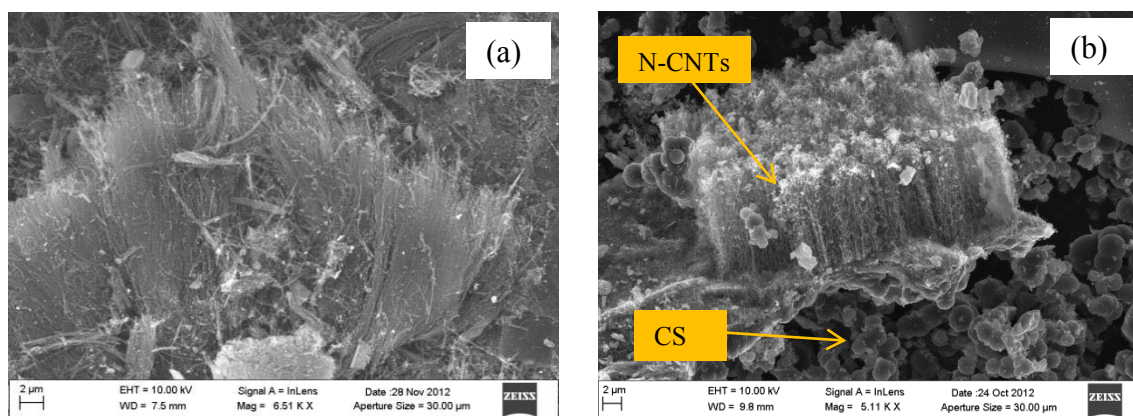 (a)
2 µm
EHT = 10.00 kV
WD = 7.5 mm
Signal A = InLens
Mag = 6.51 K X
Date :28 Nov 2012
Aperture Size = 30.00 µm
ZEISS
(b)
N-CNTs
CS
2 µm
EHT = 10.00 kV
WD = 9.8 mm
Signal A = InLens
Mag = 5.11 K X
Date :24 Oct 2012
Aperture Size = 30.00 µm
ZEISS